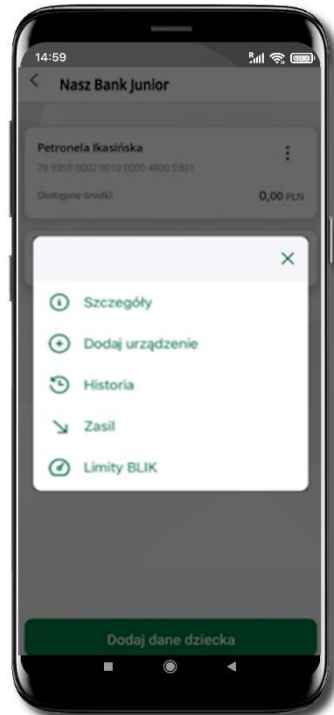 14:59
Nasz Bank Junior
Petronela Ikasińska
78 9359 0002 0010 0000 4800 0301
Dostępne środki 0,00 PLN
Szczegóły
Dodaj urządzenie
Historia
Zasil
Limity BLIK
Dodaj dane dziecka